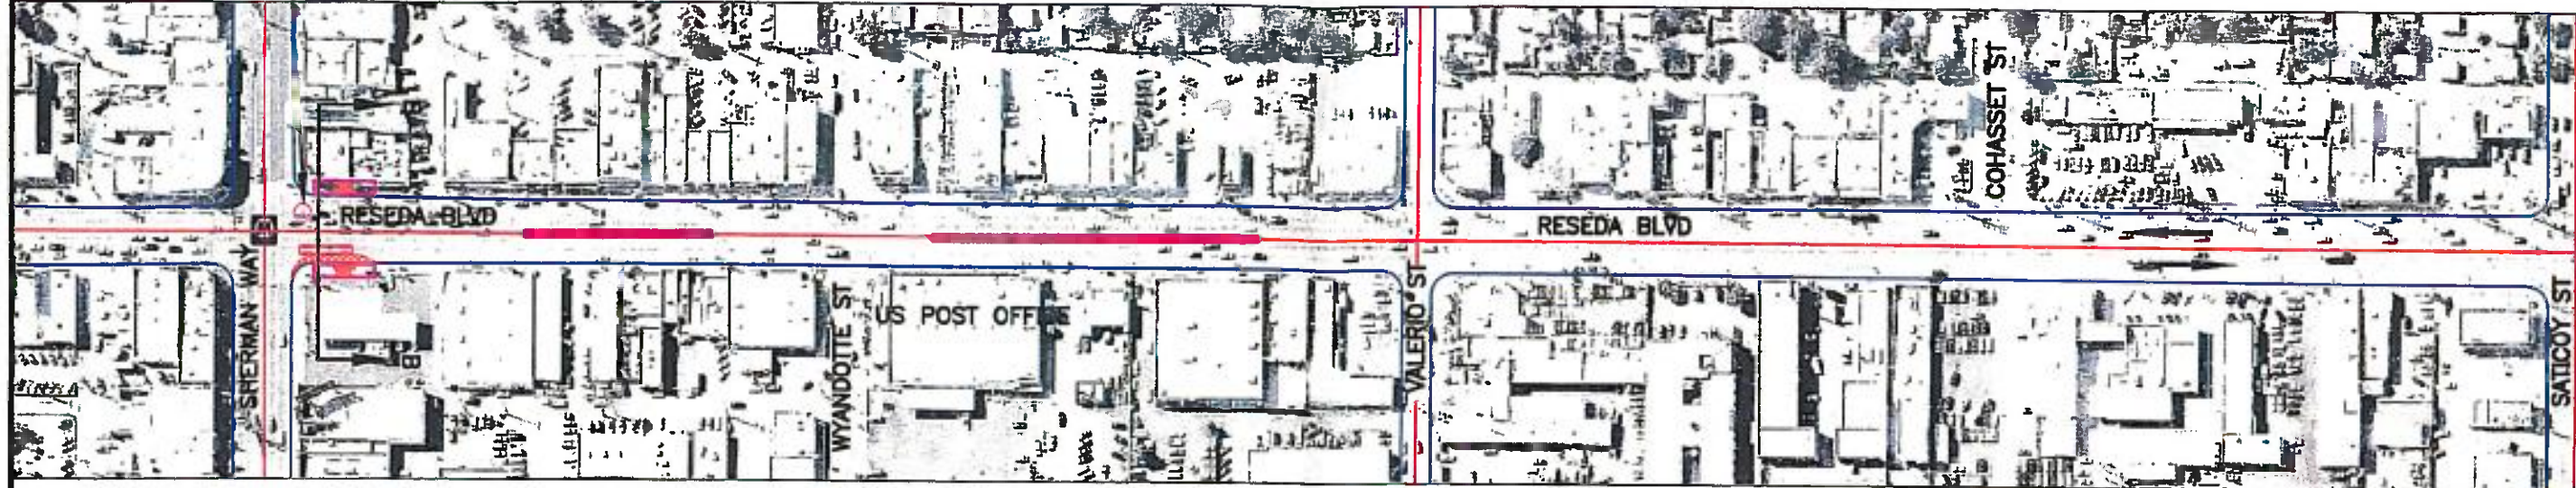 COHASSET ST
B
RESEDA BLVD
RESEDA BLVD
SHERMAN WAY
WYANDOTTE ST
US POST OFFICE
VALERIO ST
SATICOY ST
B